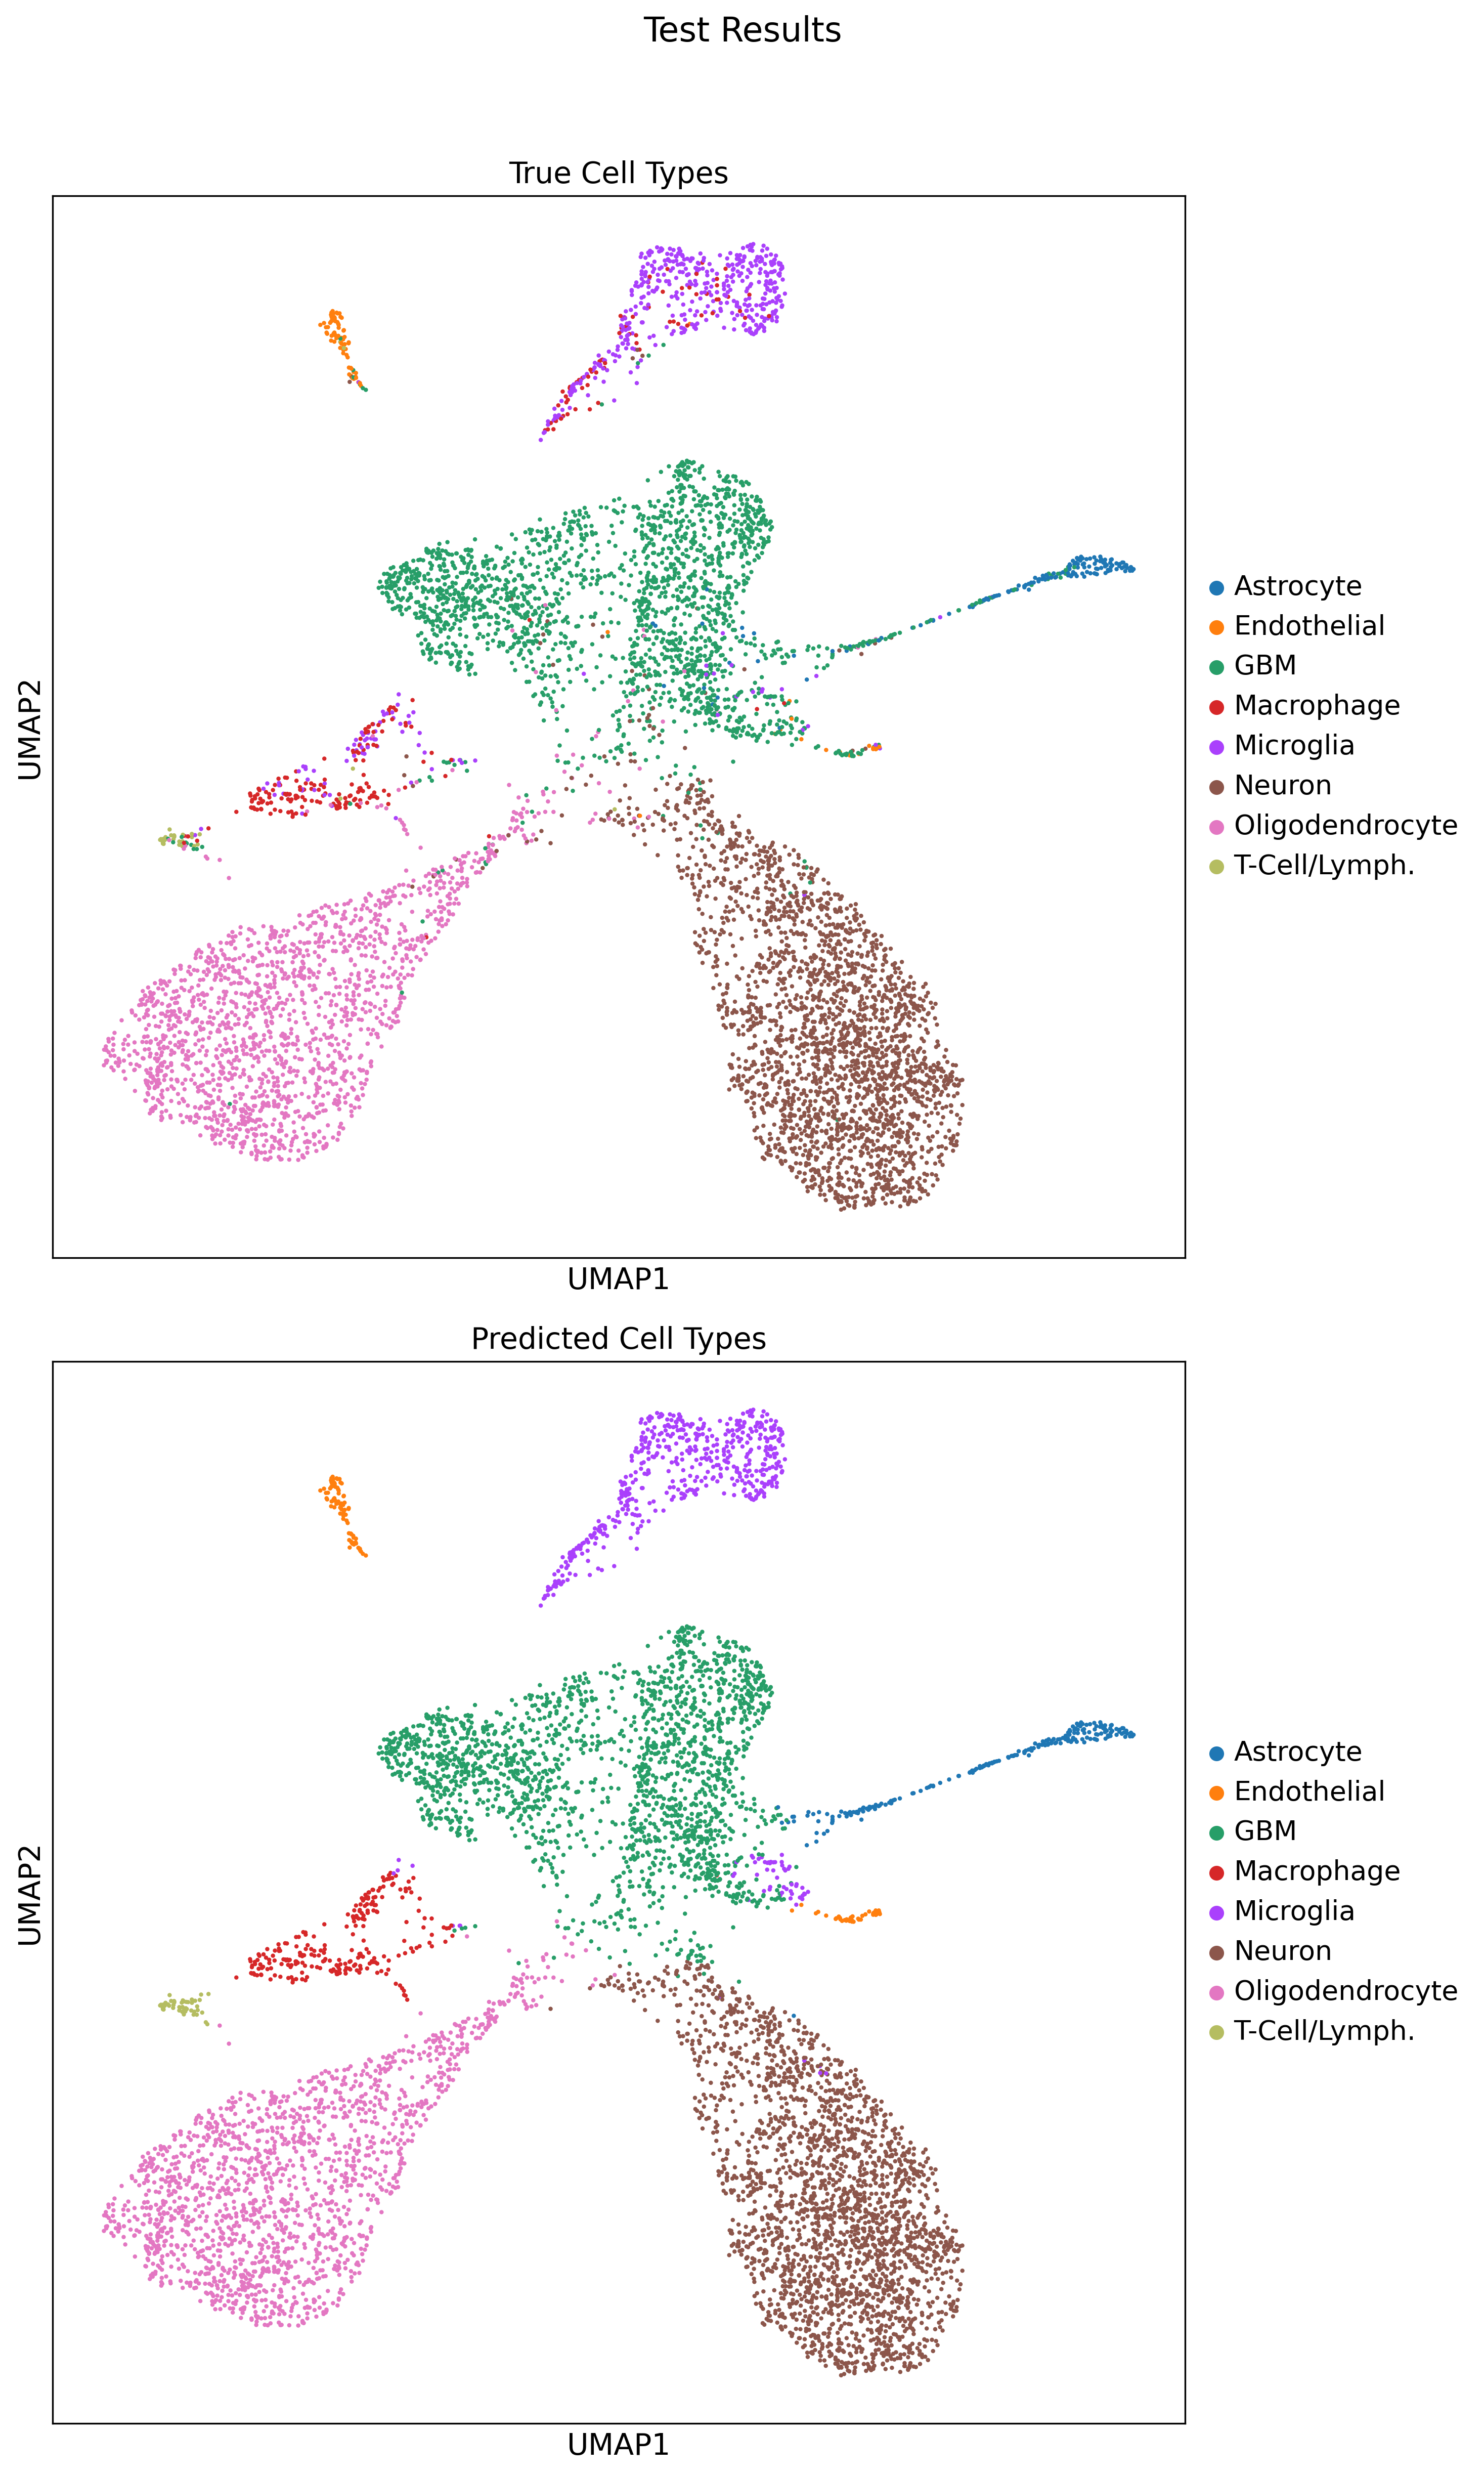 Test Results
True Cell Types
UMAP2
Astrocyte
Endothelial
GBM
Macrophage
Microglia
Neuron
Oligodendrocyte
T-Cell/Lymph.
UMAP1
Predicted Cell Types
UMAP2
Astrocyte
Endothelial
GBM
Macrophage
Microglia
Neuron
Oligodendrocyte
T-Cell/Lymph.
UMAP1